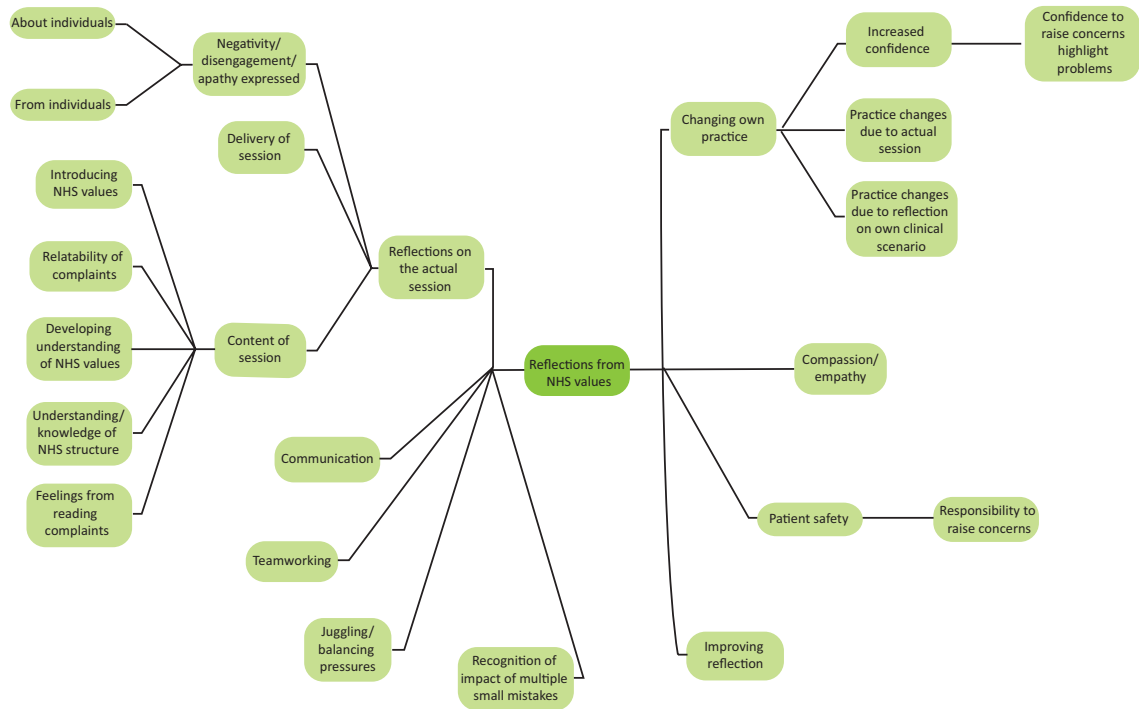 About individuals
From individuals
Negativity/
disengagement/
apathy expressed
Delivery of
session
Introducing
NHS values
Relatability of
complaints
Developing
understanding
of NHS values
Understanding/
knowledge of
NHS structure
Feelings from
reading
complaints
Content of
session
Reflections on
the actual
session
Communication
Teamworking
Juggling/
balancing
pressures
Recognition of
impact of multiple
small mistakes
Reflections from
NHS values
Changing own
practice
Increased
confidence
Confidence to
raise concerns
highlight
problems
Practice changes
due to actual
session
Practice changes
due to reflection
on own clinical
scenario
Compassion/
empathy
Patient safety
Responsibility to
raise concerns
Improving
reflection